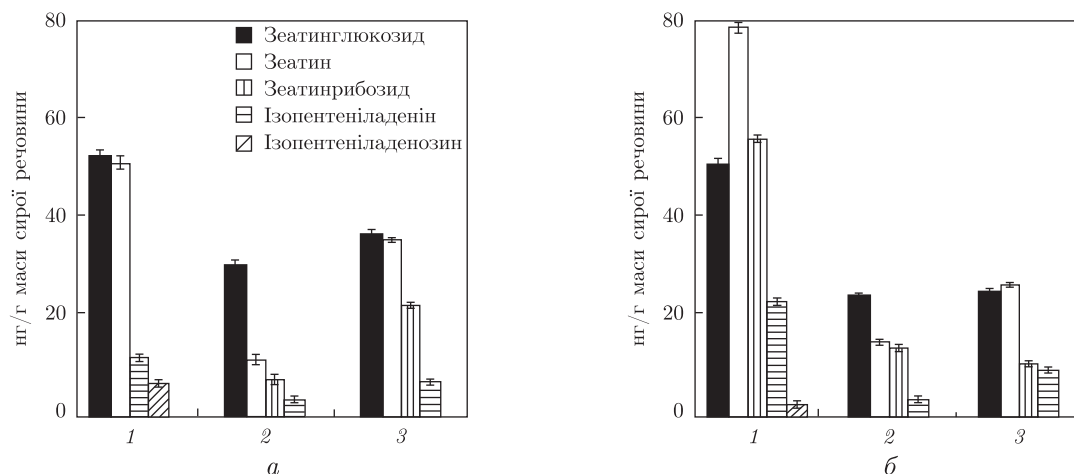 80
60
40
20
0
нг/г маси сирої речовини
Зеатинглюкозид
Зеатин
Зеатинрибозид
Ізопентеніладенін
Ізопентеніладенозин
1 2 3
а
80
60
40
20
0
нг/г маси сирої речовини
1 2 3
б